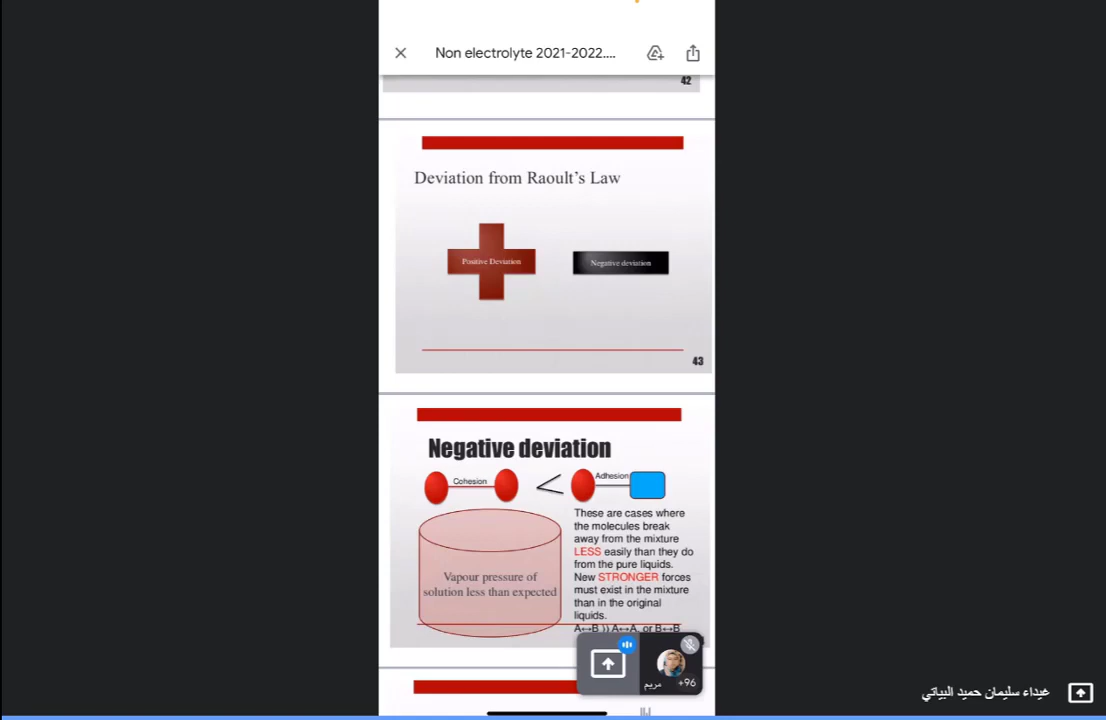 Non electrolyte 2021-2022....
42
Deviation from Raoult's Law
Positive Deviation
Negative deviation
43
Negative deviation
Cohesion
<
Adhesion
These are cases where
the molecules break
away from the mixture
LESS easily than they do
from the pure liquids.
New STRONGER forces
must exist in the mixture
than in the original
liquids.
A↔B 〉〉 A↔A, or B↔B
Vapour pressure of
solution less than expected
مريم
+96
غيداء سليمان حميد البياتي